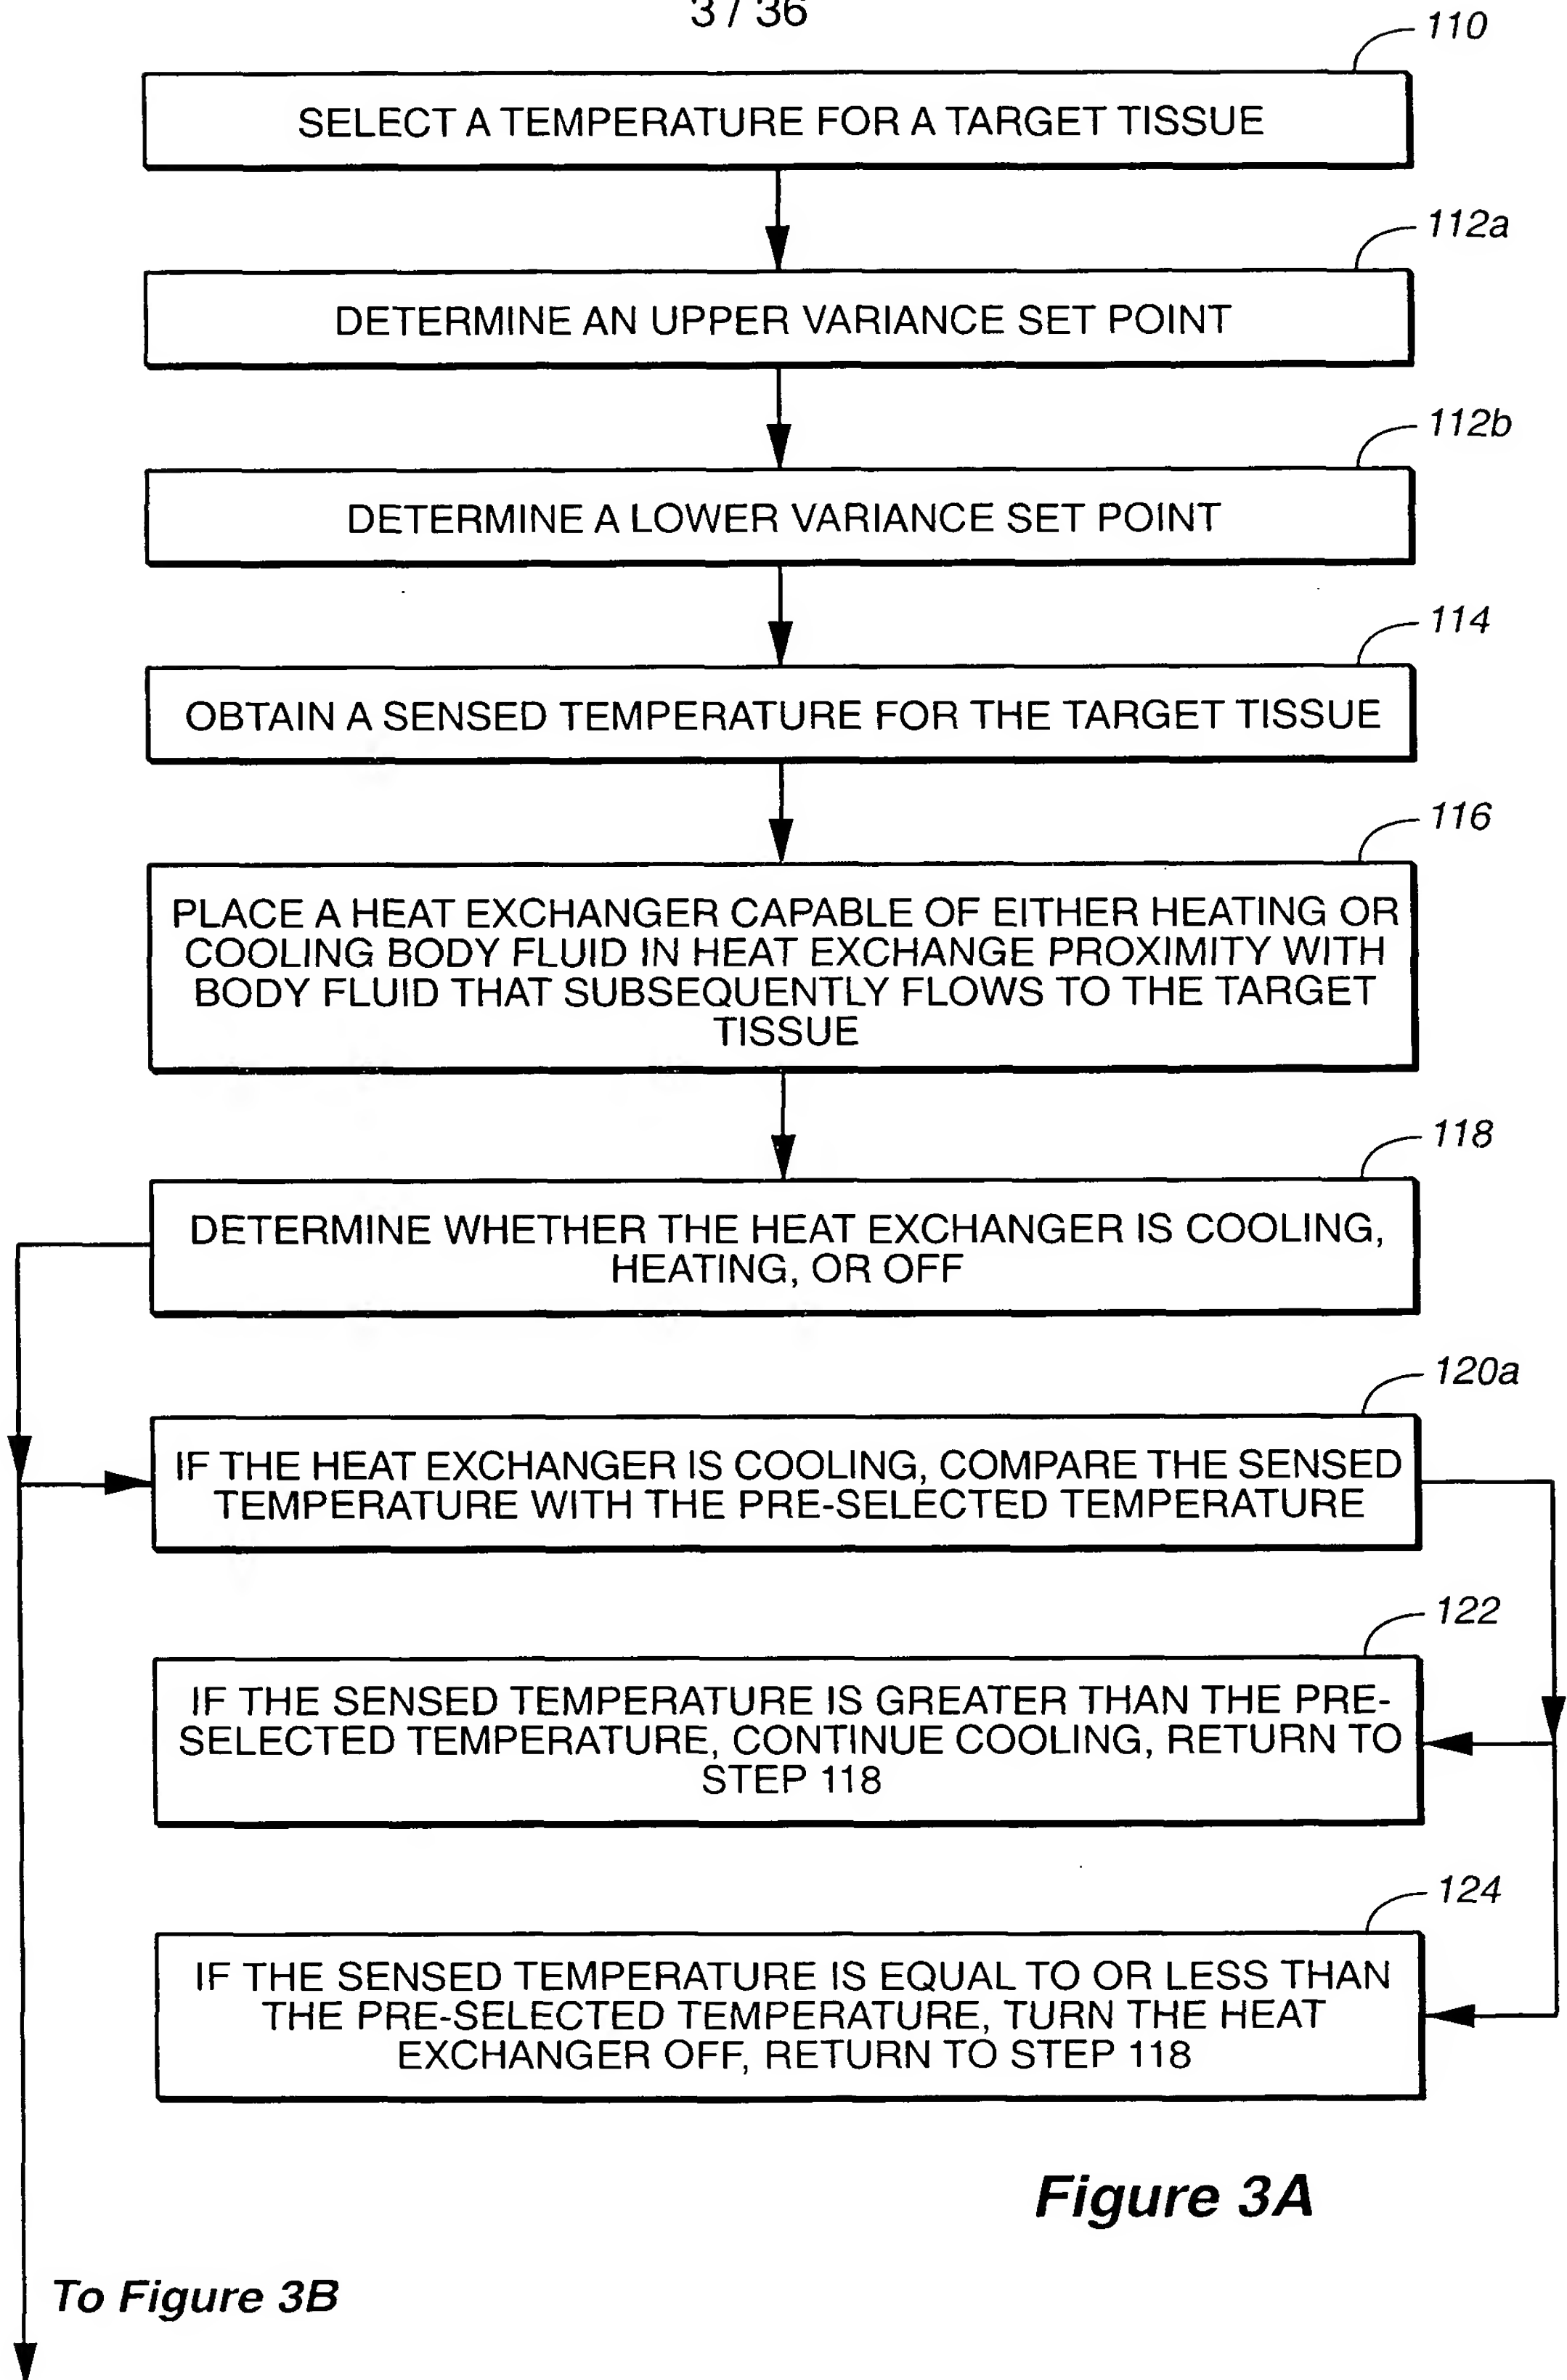 3 / 36
110
SELECT A TEMPERATURE FOR A TARGET TISSUE
112a
DETERMINE AN UPPER VARIANCE SET POINT
112b
DETERMINE A LOWER VARIANCE SET POINT
114
OBTAIN A SENSED TEMPERATURE FOR THE TARGET TISSUE
116
PLACE A HEAT EXCHANGER CAPABLE OF EITHER HEATING OR
COOLING BODY FLUID IN HEAT EXCHANGE PROXIMITY WITH
BODY FLUID THAT SUBSEQUENTLY FLOWS TO THE TARGET
TISSUE
118
DETERMINE WHETHER THE HEAT EXCHANGER IS COOLING,
HEATING, OR OFF
120a
IF THE HEAT EXCHANGER IS COOLING, COMPARE THE SENSED
TEMPERATURE WITH THE PRE-SELECTED TEMPERATURE
122
IF THE SENSED TEMPERATURE IS GREATER THAN THE PRE-
SELECTED TEMPERATURE, CONTINUE COOLING, RETURN TO
STEP 118
124
IF THE SENSED TEMPERATURE IS EQUAL TO OR LESS THAN
THE PRE-SELECTED TEMPERATURE, TURN THE HEAT
EXCHANGER OFF, RETURN TO STEP 118
Figure 3A
To Figure 3B